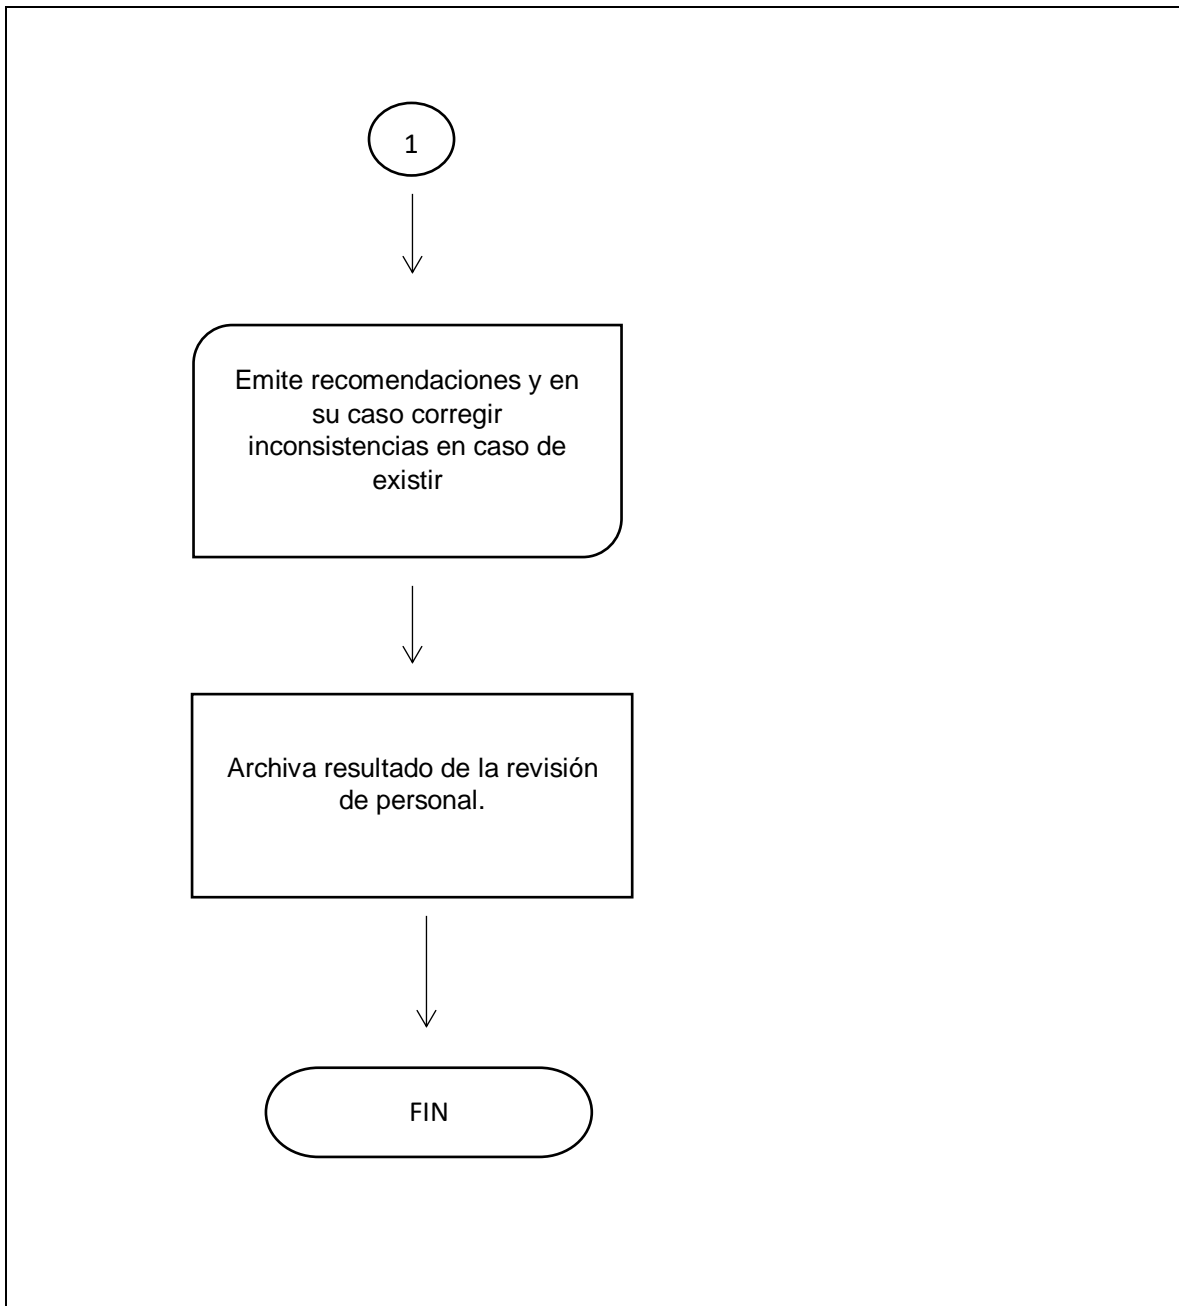 1
Emite recomendaciones y en
su caso corregir
inconsistencias en caso de
existir
Archiva resultado de la revisión
de personal.
FIN